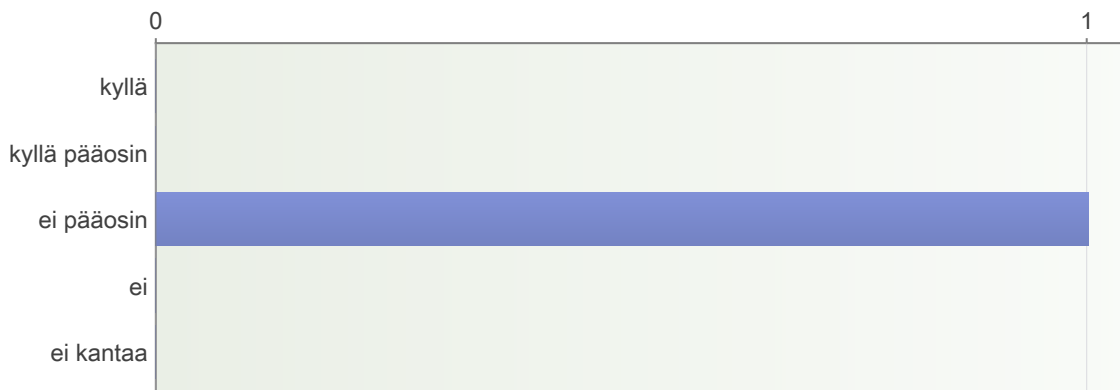 0 1
kyllä
kyllä pääosin
ei pääosin
ei
ei kantaa